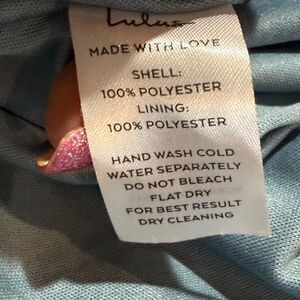 Lulus
MADE WITH LOVE
SHELL:
100% POLYESTER
LINING:
100% POLYESTER
HAND WASH COLD
WATER SEPARATELY
DO NOT BLEACH
FLAT DRY
FOR BEST RESULT
DRY CLEANING